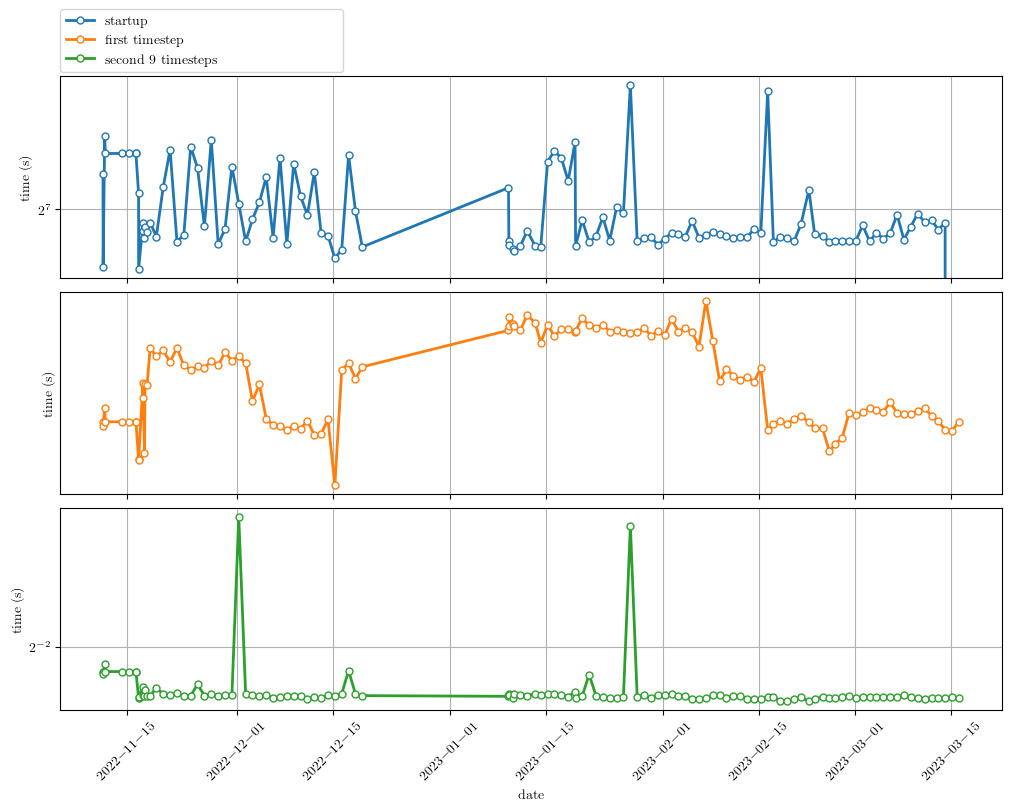 startup
first timestep
second 9 timesteps
time (s)
2^7
time (s)
time (s)
2^−2
2022−11−15
2022−12−01
2022−12−15
2023−01−01
2023−01−15
2023−02−01
2023−02−15
2023−03−01
2023−03−15
date